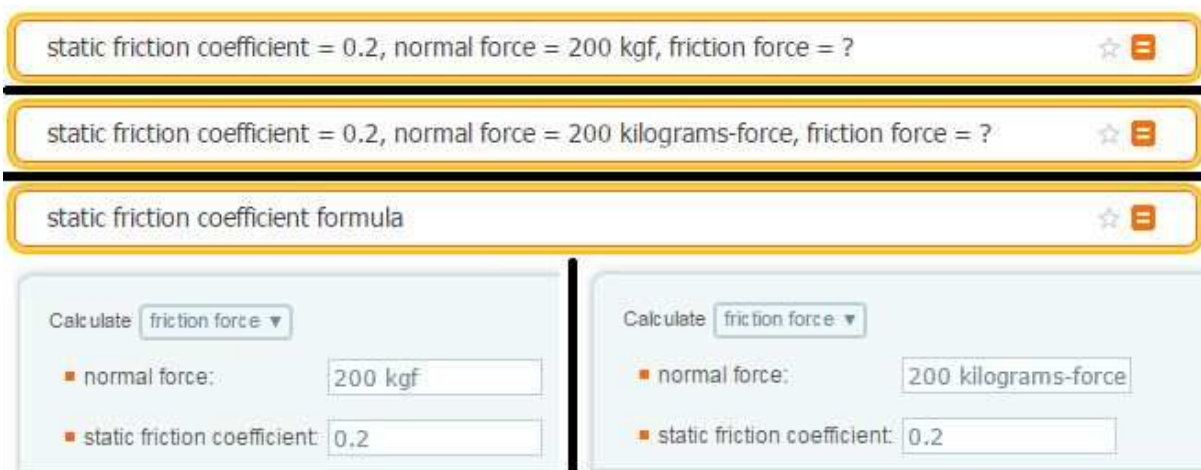 static friction coefficient = 0.2, normal force = 200 kgf, friction force = ?
static friction coefficient = 0.2, normal force = 200 kilograms-force, friction force = ?
static friction coefficient formula
Calculate friction force ▼
normal force: 200 kgf
static friction coefficient: 0.2
Calculate friction force ▼
normal force: 200 kilograms-force
static friction coefficient: 0.2